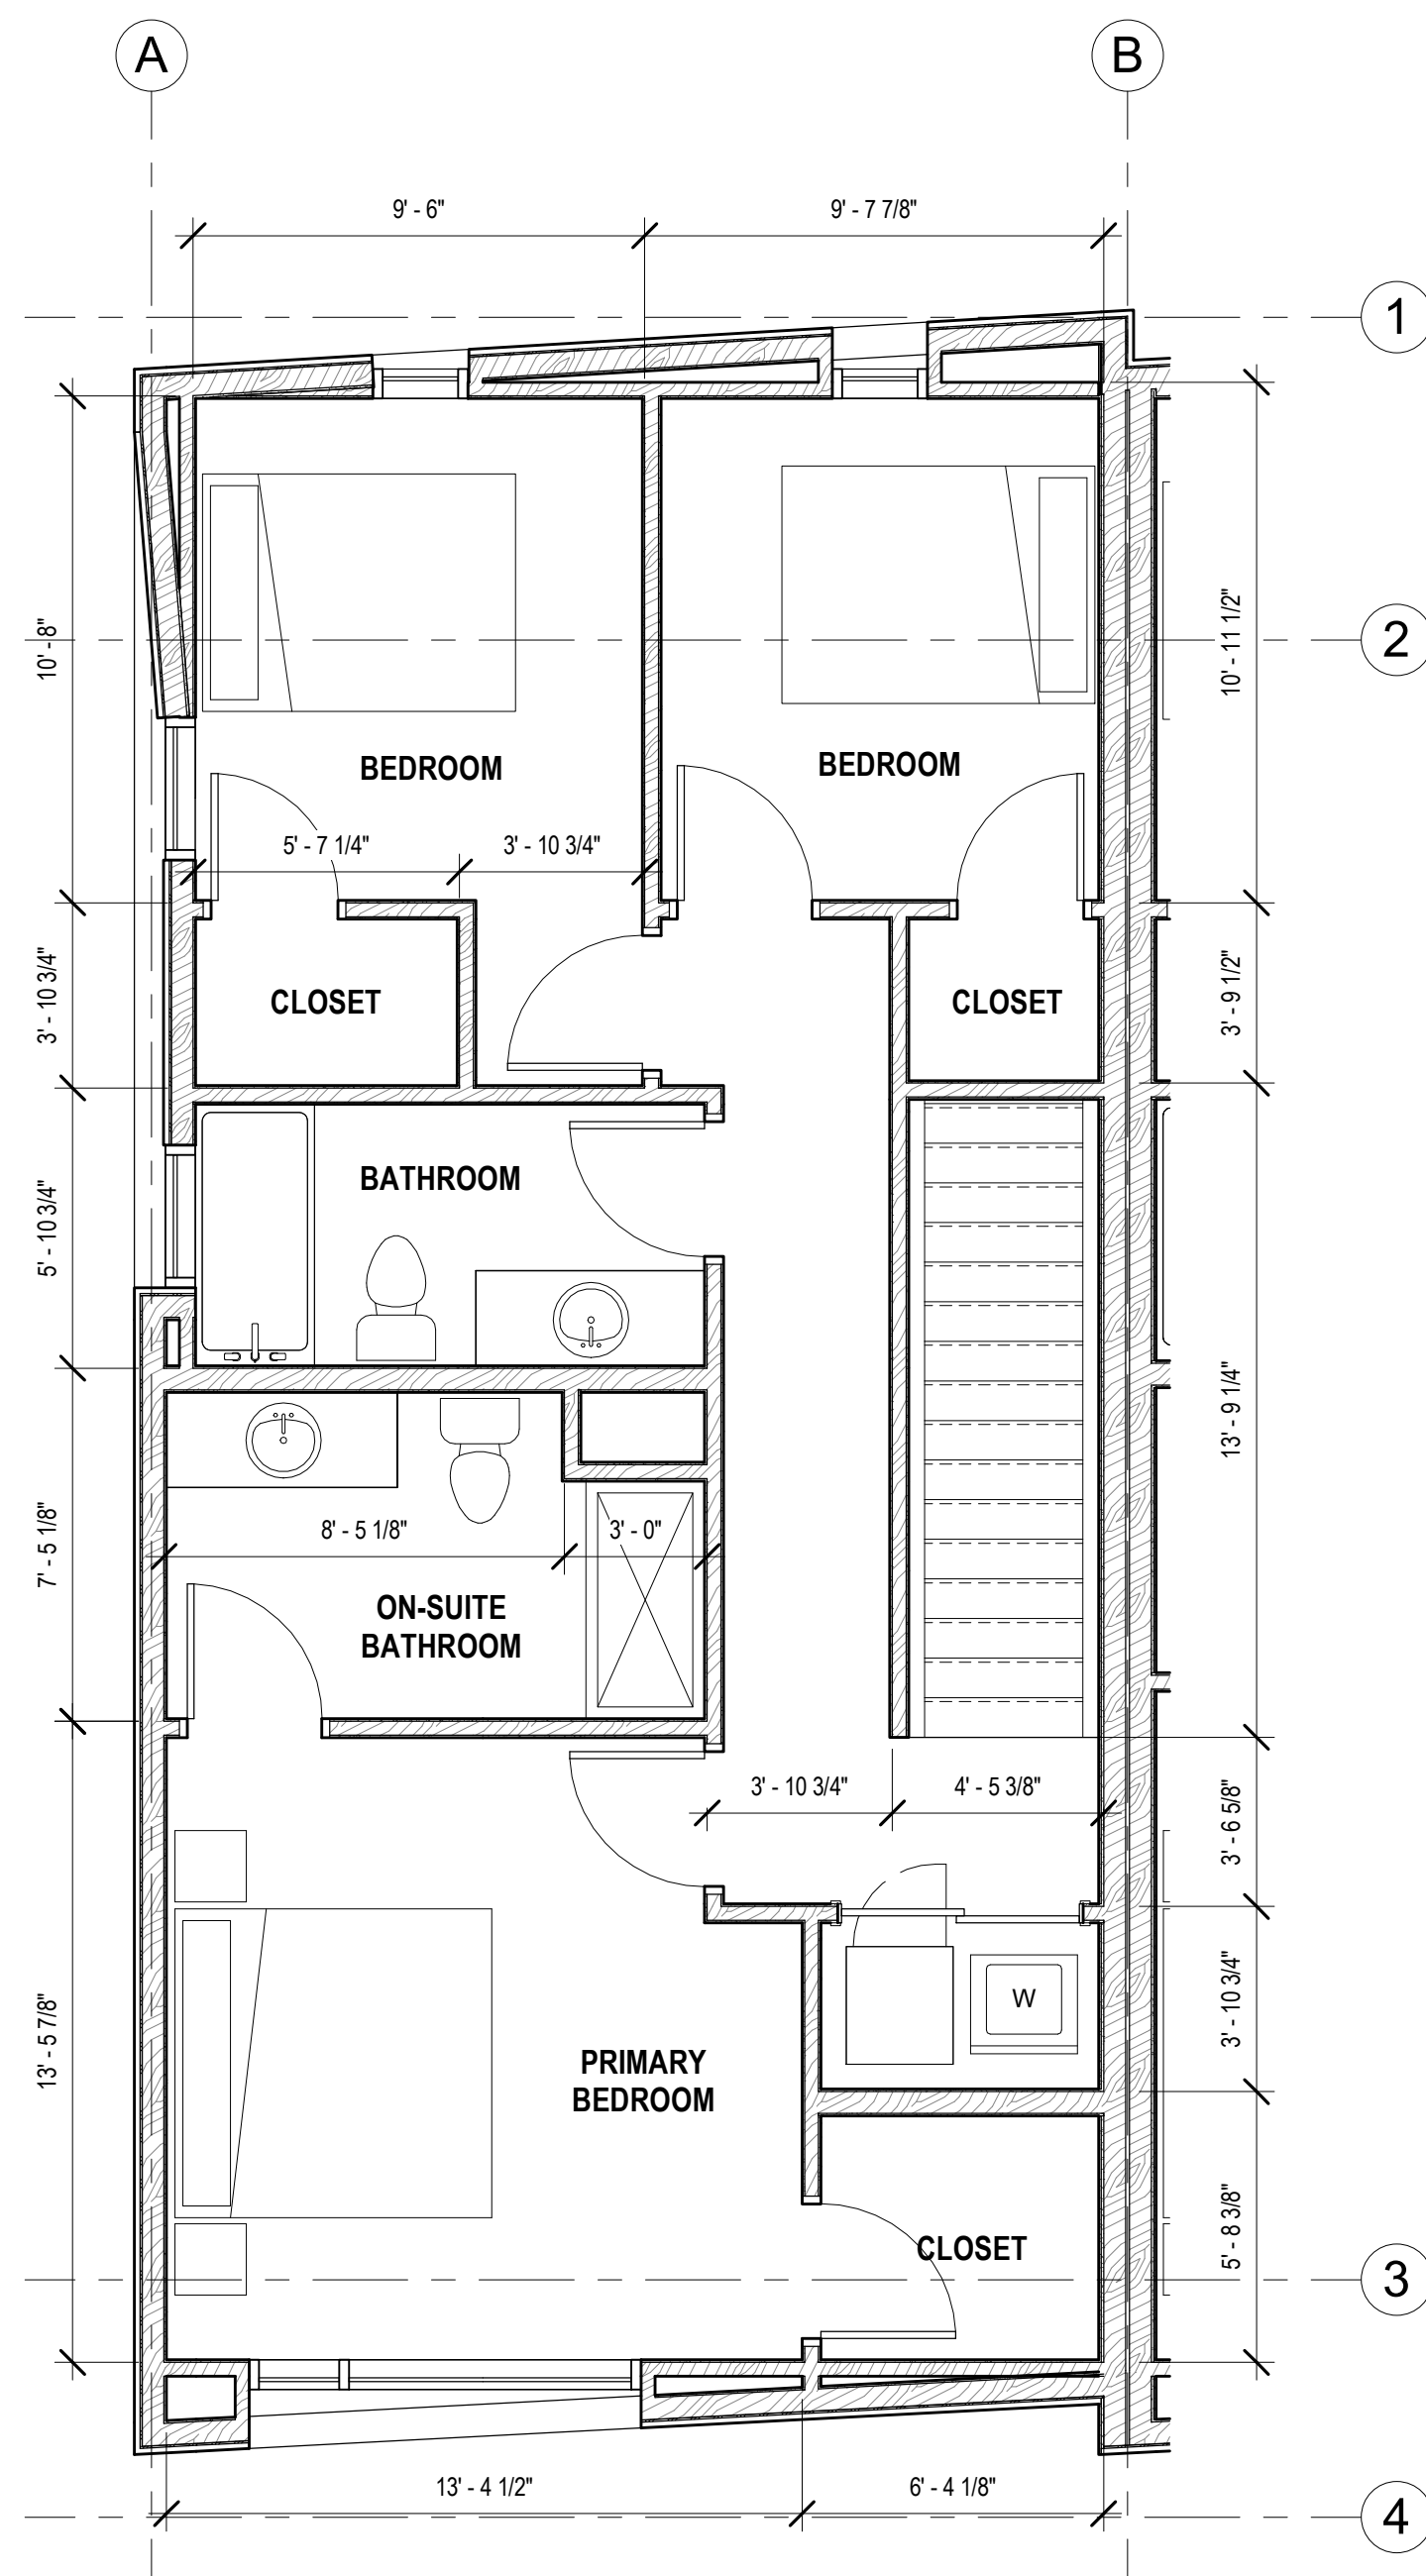 A
B
9' - 6"
9' - 7 7/8"
1
2
10' - 8"
10' - 11 1/2"
BEDROOM
BEDROOM
5' - 7 1/4"
3' - 10 3/4"
3' - 10 3/4"
CLOSET
CLOSET
3' - 9 1/2"
5' - 10 3/4"
BATHROOM
13' - 9 1/4"
7' - 5 1/8"
8' - 5 1/8"
3' - 0"
ON-SUITE
BATHROOM
3' - 10 3/4"
4' - 5 3/8"
3' - 6 5/8"
13' - 5 7/8"
W
3' - 10 3/4"
PRIMARY
BEDROOM
CLOSET
5' - 8 3/8"
3
13' - 4 1/2"
6' - 4 1/8"
4